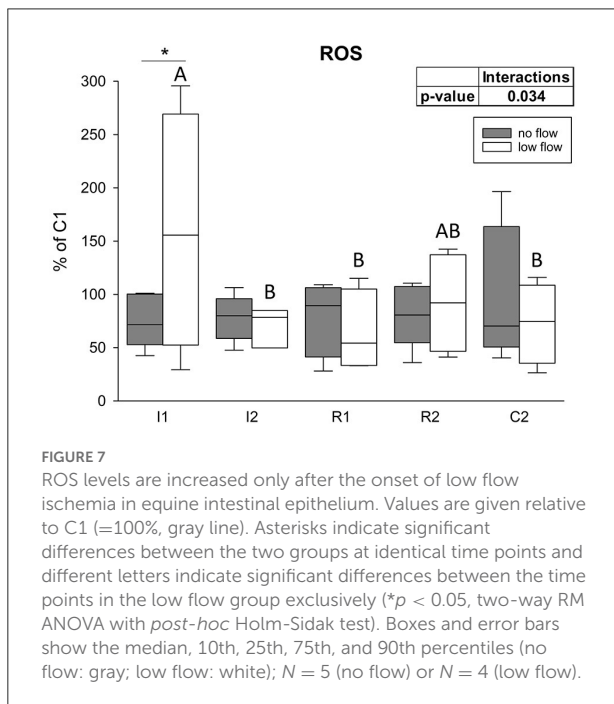 ROS
Interactions
p-value 0.034
no flow
low flow
*
A
B
B
AB
B
% of C1
300
250
200
150
100
50
0
I1 I2 R1 R2 C2
FIGURE 7
ROS levels are increased only after the onset of low flow
ischemia in equine intestinal epithelium. Values are given relative
to C1 (=100%, gray line). Asterisks indicate significant
differences between the two groups at identical time points and
different letters indicate significant differences between the time
points in the low flow group exclusively (*p < 0.05, two-way RM
ANOVA with post-hoc Holm-Sidak test). Boxes and error bars
show the median, 10th, 25th, 75th, and 90th percentiles (no
flow: gray; low flow: white); N = 5 (no flow) or N = 4 (low flow).